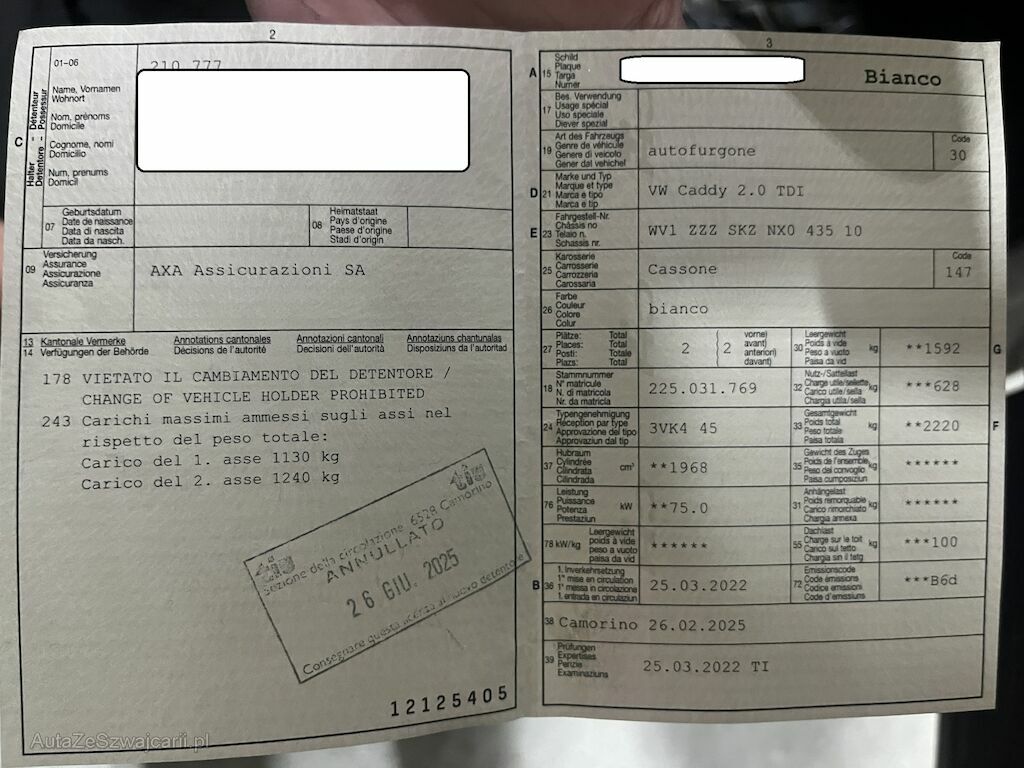 2
01-06
210 777
Détenteur
Possessur
C
Halter
Detentore
Name, Vornamen
Wohnort
Nom, prénoms
Domicile
Cognome, nomi
Domicilio
Num, prenums
Domicil
07
Geburtsdatum
Date de naissance
Data di nascita
Data da nasch.
08
Heimatstaat
Pays d'origine
Paese d'origine
Stadi d'origin
09
Versicherung
Assurance
Assicurazione
Assicuranza
AXA Assicurazioni SA
13 Kantonale Vermerke Annotations cantonales Annotazioni cantonali Annotaziuns chantunalas
14 Verfügungen der Behörde Décisions de l'autorité Decisioni dell'autorità Disposiziuns da l'autoritad
178 VIETATO IL CAMBIAMENTO DEL DETENTORE /
CHANGE OF VEHICLE HOLDER PROHIBITED
243 Carichi massimi ammessi sugli assi nel
rispetto del peso totale:
Carico del 1. asse 1130 kg
Carico del 2. asse 1240 kg
Sezione della circolazione, 6528 Camorino
ANNULLATO
26 GIU. 2025
Consegnare questa licenza al nuovo detentore
12125405
AutaZeSzwajcarii.pl
3
A 15
Schild
Plaque
Targa
Numer
Bianco
17
Bes. Verwendung
Usage spécial
Uso speciale
Diever spezial
19
Art des Fahrzeugs
Genre de véhicule
Genere di veicolo
Gener dal vehichel
autofurgone
Code
30
D 21
Marke und Typ
Marque et type
Marca e tipo
Marca e tip
VW Caddy 2.0 TDI
E 23
Fahrgestell-Nr.
Châssis no
Telaio n.
Schassis nr.
WV1 ZZZ SKZ NX0 435 10
25
Karosserie
Carrosserie
Carrozzeria
Carossaria
Cassone
Code
147
26
Farbe
Couleur
Colore
Colur
bianco
27
Plätze: Total
Places: Total
Posti: Totale
Plazs: Total
2
2
vorne)
avant)
anteriori)
davant)
30
Leergewicht
Poids à vide
Peso a vuoto
Paisa da vid
kg
**1592
G
18
Stammnummer
N° matricule
N. di matricola
Nr. da matricla
225.031.769
32
Nutz-/Sattellast
Charge utile/sellette
Carico utile/sella
Chargia utila/sella
kg
***628
24
Typengenehmigung
Réception par type
Approvazione del tipo
Approvaziun dal tip
3VK4 45
33
Gesamtgewicht
Poids total
Peso totale
Paisa totala
kg
**2220
F
37
Hubraum
Cylindrée
Cilindrata
Cilindrada
cm³
**1968
35
Gewicht des Zuges
Poids de l'ensemble
Peso del convoglio
Paisa cumposiziun
kg
******
76
Leistung
Puissance
Potenza
Prestaziun
kW
**75.0
31
Anhängelast
Poids remorquable
Carico rimorchiato
Chargia annexa
kg
******
78 kW/kg
Leergewicht
poids à vide
peso a vuoto
paisa da vid
******
55
Dachlast
Charge sur le toit
Carico sul tetto
Chargia sin il tetg
kg
***100
B 36
1. Inverkehrsetzung
1re mise en circulation
1a messa in circolazione
1. entrada en circulaziun
25.03.2022
72
Emissionscode
Code émissions
Codice emissioni
Code d'emissiuns
***B6d
38 Camorino 26.02.2025
39
Prüfungen
Expertises
Perizie
Examinaziuns
25.03.2022 TI